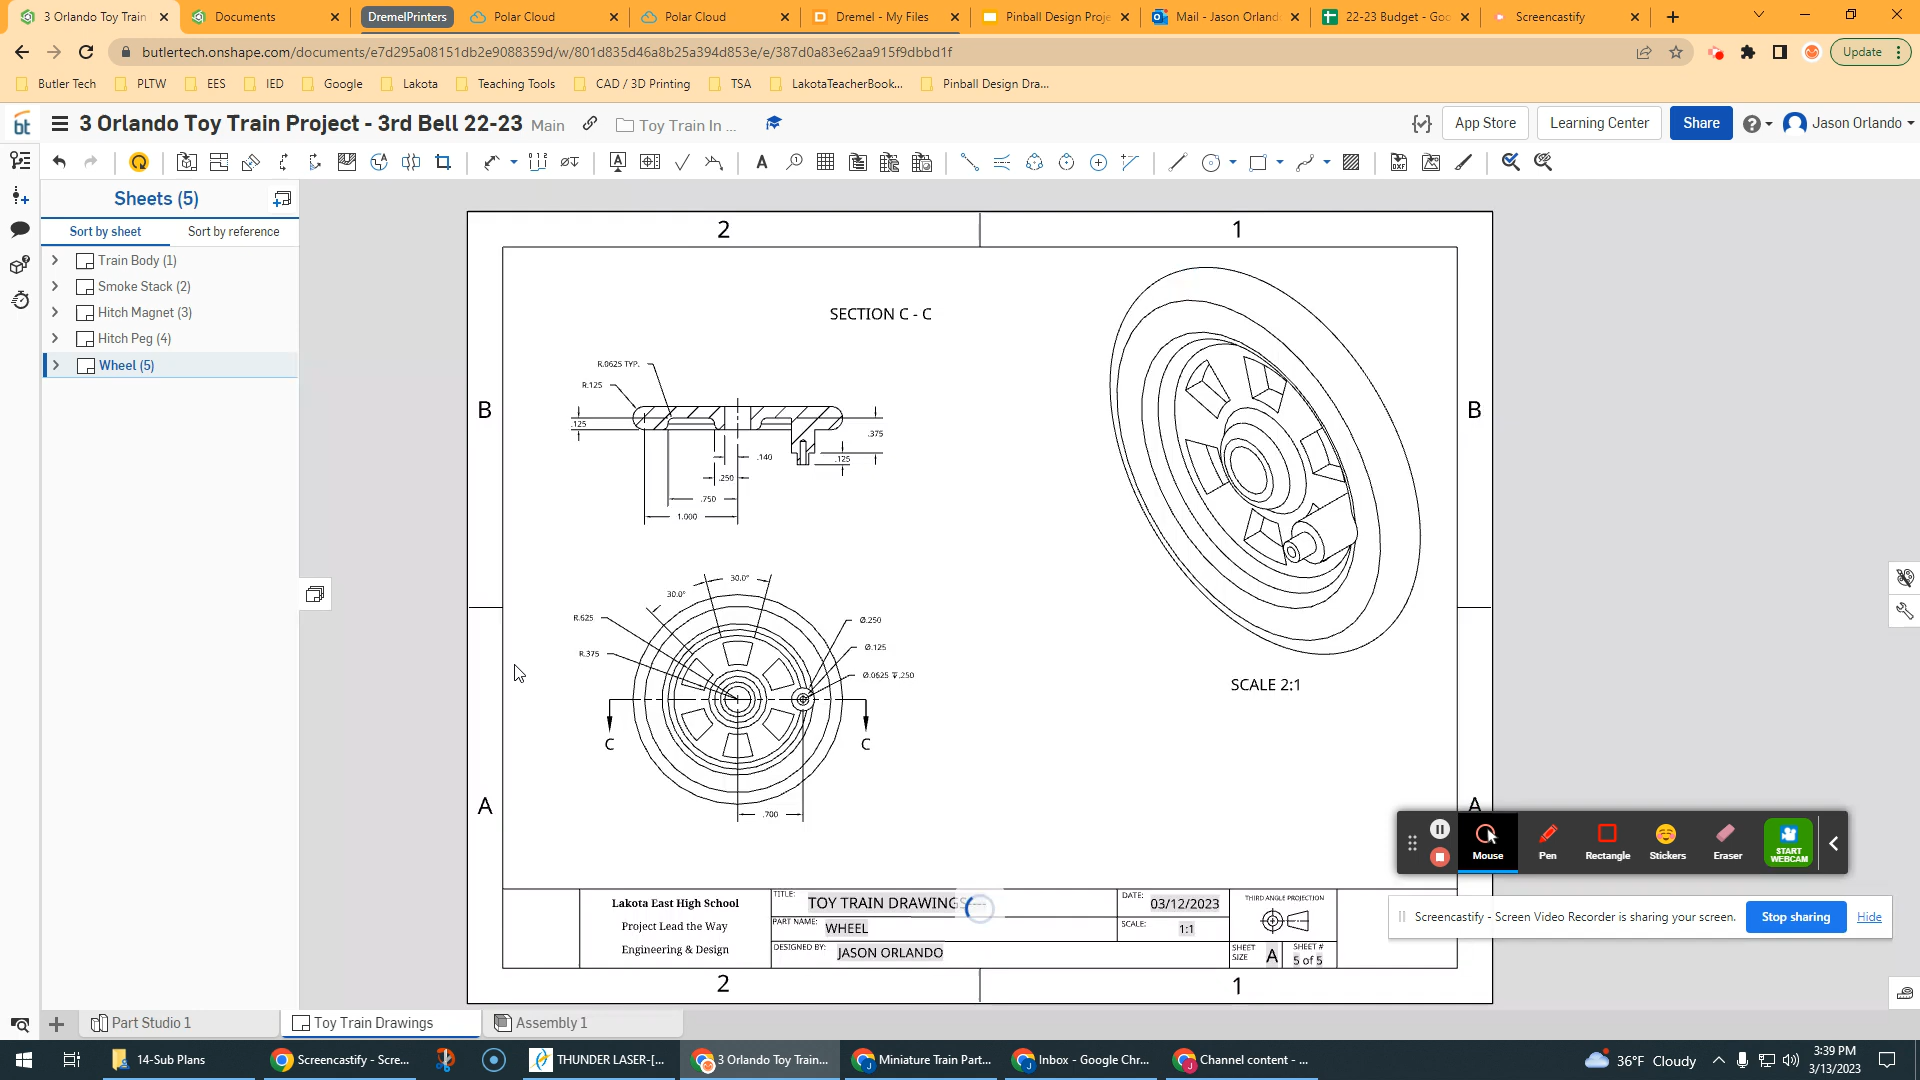 3 Orlando Toy Train
Documents
DremelPrinters
Polar Cloud
Polar Cloud
Dremel - My Files
Pinball Design Proje
Mail - Jason Orland
22-23 Budget - Goo
Screencastify
butlertech.onshape.com/documents/e7d295a08151db2e9088359d/w/801d835d46a8b25a394d853e/e/387d0a83e62aa915f9dbbd1f
Update
Butler Tech
PLTW
EES
IED
Google
Lakota
Teaching Tools
CAD / 3D Printing
TSA
LakotaTeacherBook...
Pinball Design Dra...
bt
3 Orlando Toy Train Project - 3rd Bell 22-23
Main
Toy Train In ...
App Store
Learning Center
Share
Jason Orlando
Sheets (5)
Sort by sheet
Sort by reference
Train Body (1)
Smoke Stack (2)
Hitch Magnet (3)
Hitch Peg (4)
Wheel (5)
2
1
B
B
A
A
SECTION C - C
R.0625 TYP.
R.125
.125
.375
.125
.140
.250
.750
1.000
30.0°
30.0°
R.625
R.375
Ø.250
Ø.125
Ø.0625 ↧.250
C
C
.700
SCALE 2:1
Lakota East High School
Project Lead the Way
Engineering & Design
TITLE:
TOY TRAIN DRAWINGS
PART NAME:
WHEEL
DESIGNED BY:
JASON ORLANDO
DATE:
03/12/2023
SCALE:
1:1
THIRD ANGLE PROJECTION
SHEET SIZE
A
SHEET #
5 of 5
2
1
Mouse
Pen
Rectangle
Stickers
Eraser
START WEBCAM
Screencastify - Screen Video Recorder is sharing your screen.
Stop sharing
Hide
Part Studio 1
Toy Train Drawings
Assembly 1
14-Sub Plans
Screencastify - Scre...
THUNDER LASER-[...
3 Orlando Toy Train...
Miniature Train Part...
Inbox - Google Chr...
Channel content - ...
36°F Cloudy
3:39 PM
3/13/2023